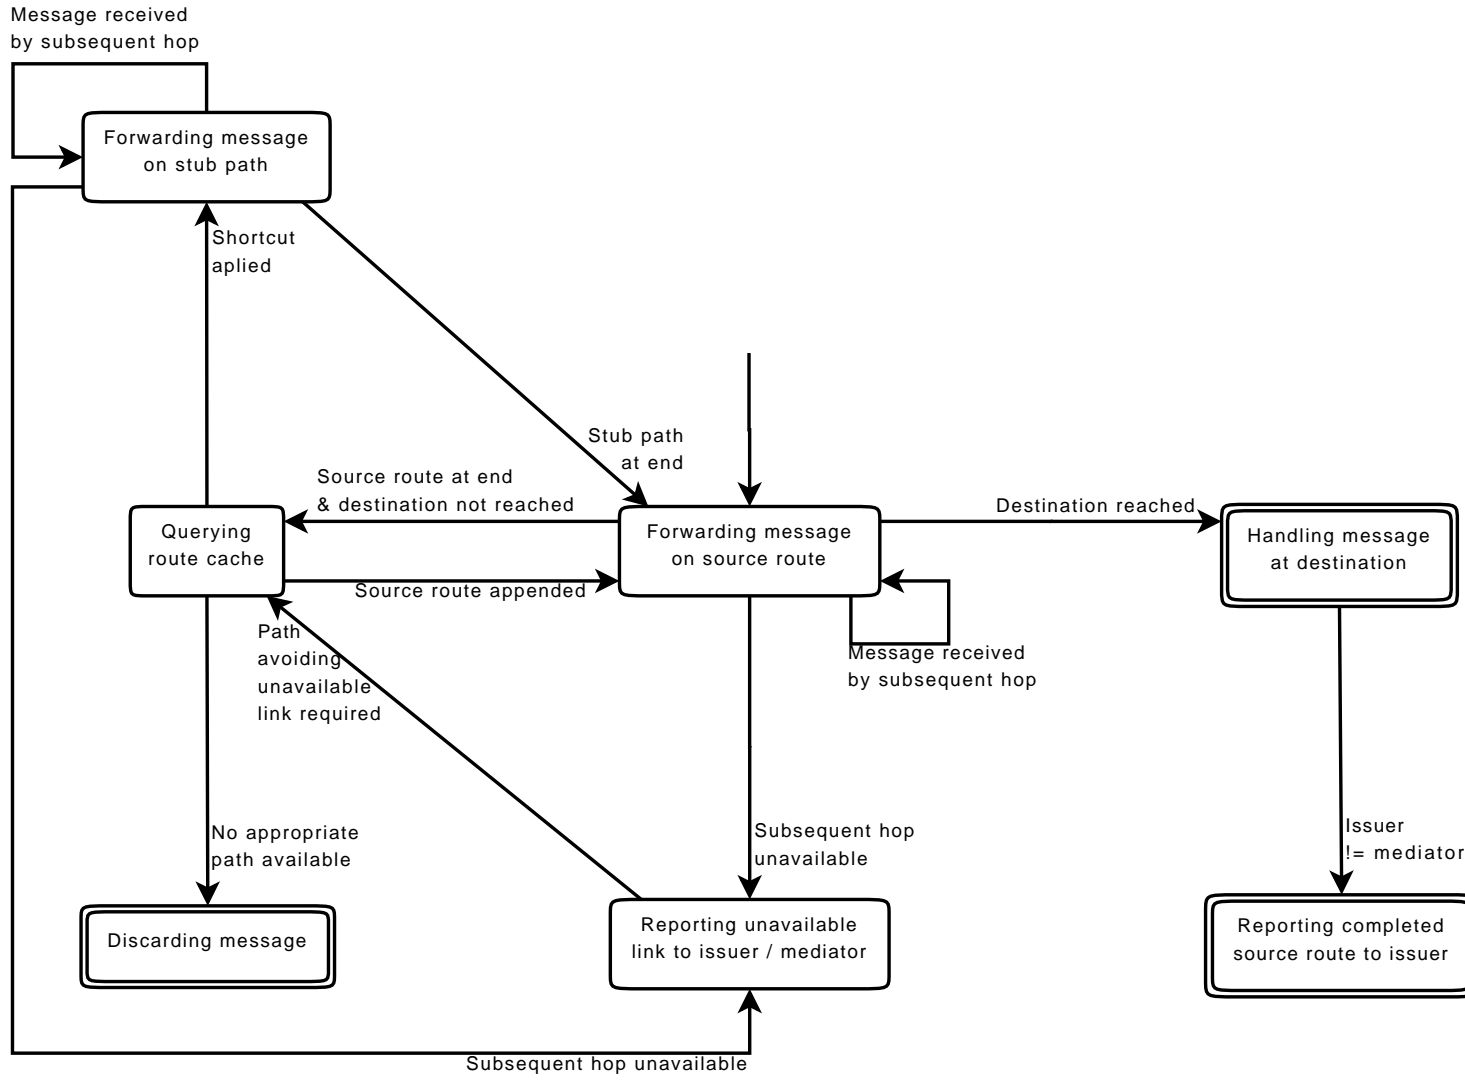 Message received
by subsequent hop
Forwarding message
on stub path
Shortcut
aplied
Stub path
at end
Source route at end
& destination not reached
Destination reached
Querying
route cache
Forwarding message
on source route
Handling message
at destination
Source route appended
Path
avoiding
unavailable
link required
Message received
by subsequent hop
No appropriate
path available
Subsequent hop
unavailable
Issuer
!= mediator
Discarding message
Reporting unavailable
link to issuer / mediator
Reporting completed
source route to issuer
Subsequent hop unavailable